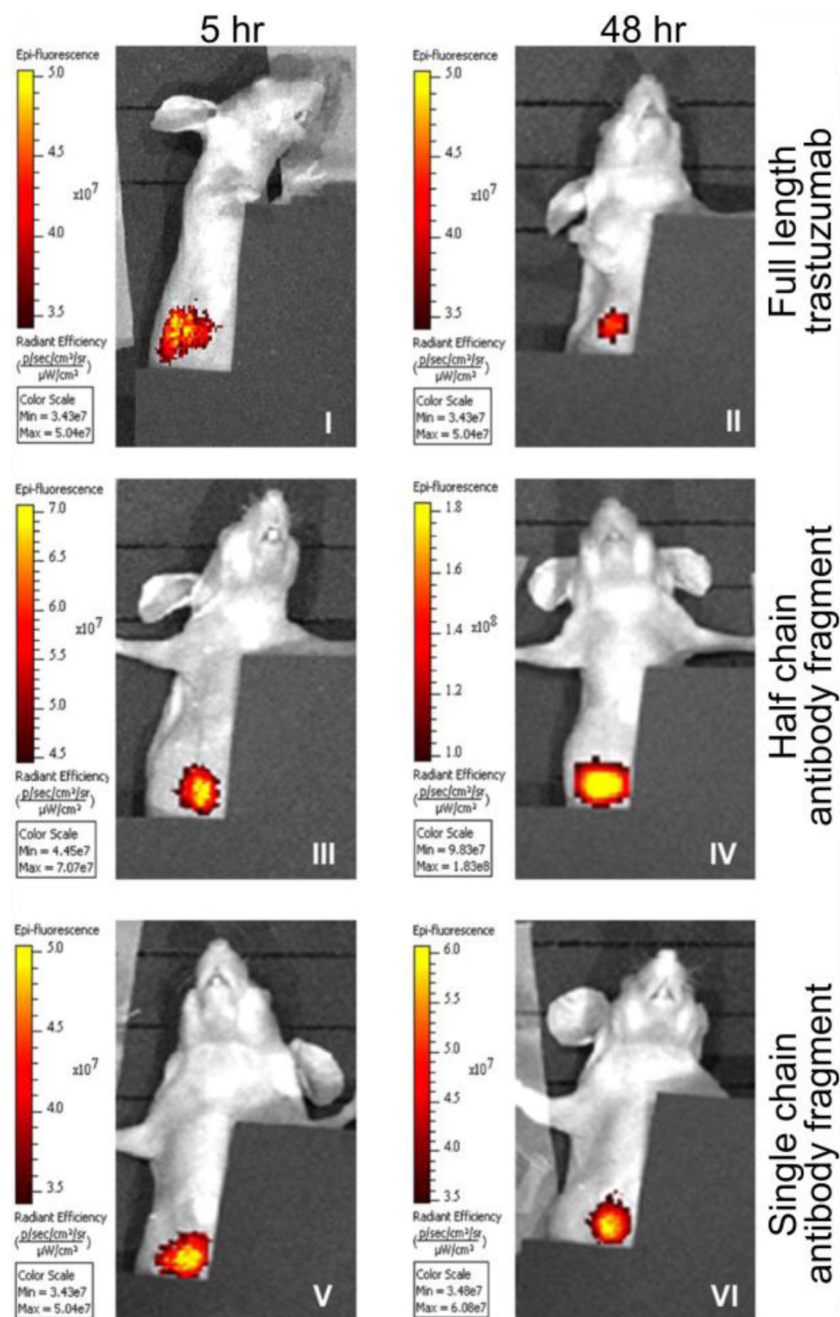 5 hr
48 hr
Epi-fluorescence
5.0
4.5
x10⁷
4.0
3.5
Radiant Efficiency
(p/sec/cm²/sr / µW/cm²)
Color Scale
Min = 3.43e7
Max = 5.04e7
I
Epi-fluorescence
5.0
4.5
x10⁷
4.0
3.5
Radiant Efficiency
(p/sec/cm²/sr / µW/cm²)
Color Scale
Min = 3.43e7
Max = 5.04e7
II
Full length
trastuzumab
Epi-fluorescence
7.0
6.5
6.0
x10⁷
5.5
5.0
4.5
Radiant Efficiency
(p/sec/cm²/sr / µW/cm²)
Color Scale
Min = 4.45e7
Max = 7.07e7
III
Epi-fluorescence
1.8
1.6
1.4
x10⁸
1.2
1.0
Radiant Efficiency
(p/sec/cm²/sr / µW/cm²)
Color Scale
Min = 9.83e7
Max = 1.83e8
IV
Half chain
antibody fragment
Epi-fluorescence
5.0
4.5
x10⁷
4.0
3.5
Radiant Efficiency
(p/sec/cm²/sr / µW/cm²)
Color Scale
Min = 3.43e7
Max = 5.04e7
V
Epi-fluorescence
6.0
5.5
5.0
x10⁷
4.5
4.0
3.5
Radiant Efficiency
(p/sec/cm²/sr / µW/cm²)
Color Scale
Min = 3.48e7
Max = 6.08e7
VI
Single chain
antibody fragment